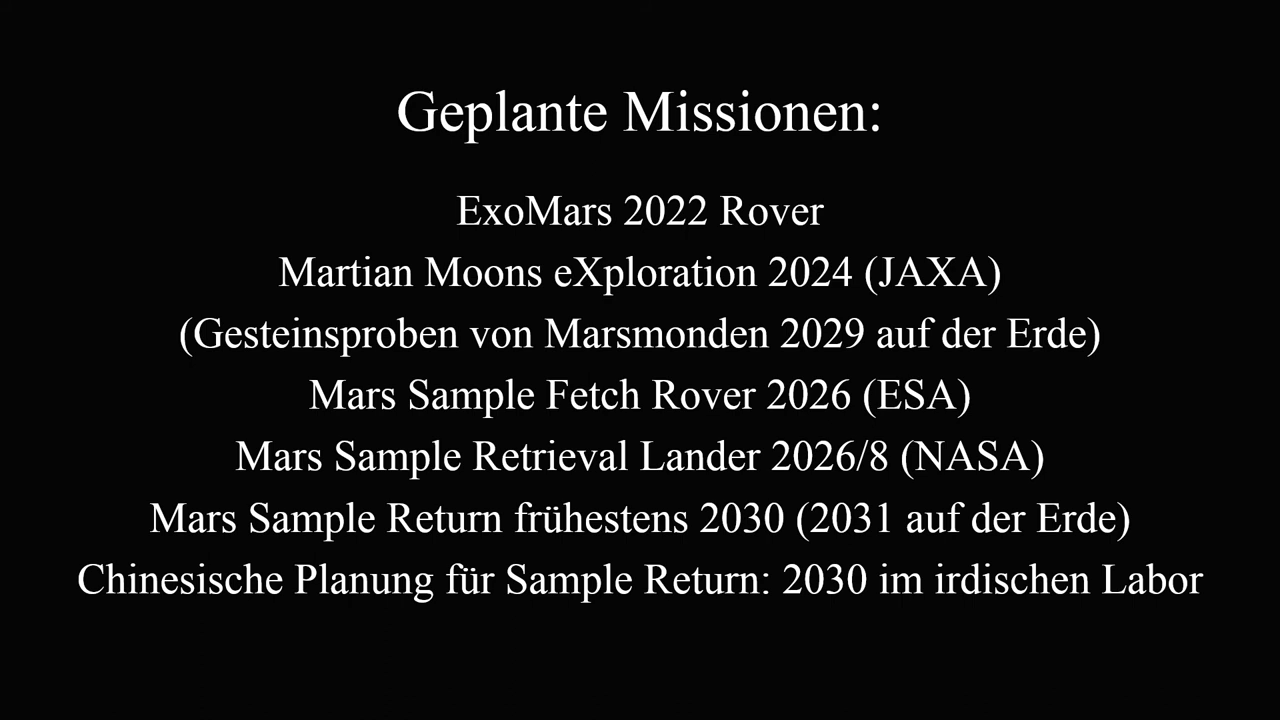 Geplante Missionen:
ExoMars 2022 Rover
Martian Moons eXploration 2024 (JAXA)
(Gesteinsproben von Marsmonden 2029 auf der Erde)
Mars Sample Fetch Rover 2026 (ESA)
Mars Sample Retrieval Lander 2026/8 (NASA)
Mars Sample Return frühestens 2030 (2031 auf der Erde)
Chinesische Planung für Sample Return: 2030 im irdischen Labor